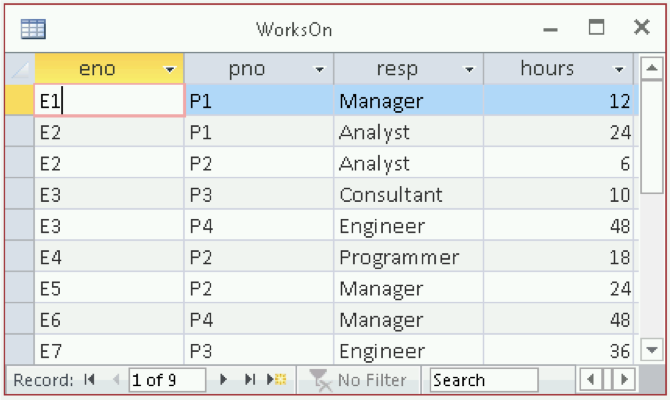 WorksOn
eno pno resp hours
E1 P1 Manager 12
E2 P1 Analyst 24
E2 P2 Analyst 6
E3 P3 Consultant 10
E3 P4 Engineer 48
E4 P2 Programmer 18
E5 P2 Manager 24
E6 P4 Manager 48
E7 P3 Engineer 36
Record: 1 of 9 No Filter Search